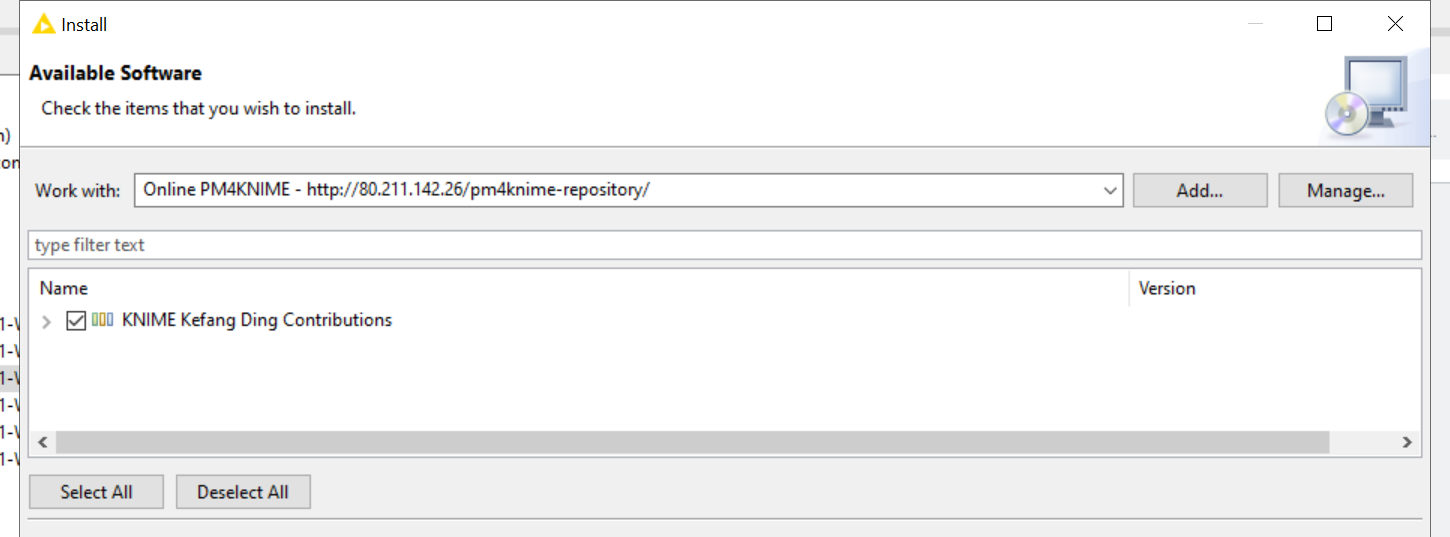 Install
Available Software
Check the items that you wish to install.
Work with: Online PM4KNIME - http://80.211.142.26/pm4knime-repository/ Add... Manage...
type filter text
Name Version
KNIME Kefang Ding Contributions
Select All Deselect All